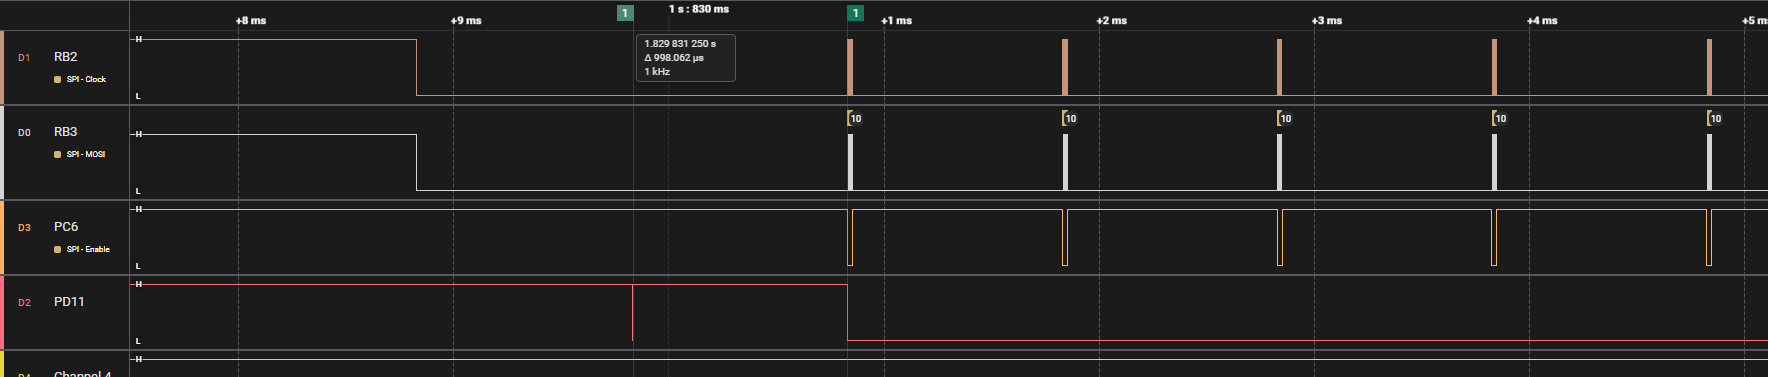 1 s : 830 ms
+8 ms +9 ms 1 1 +1 ms +2 ms +3 ms +4 ms +5 m
1.829 831 250 s
Δ 998.062 µs
1 kHz
D1 RB2
SPI - Clock
H
L
D0 RB3
SPI - MOSI
H
L
10 10 10 10 10
D3 PC6
SPI - Enable
H
L
D2 PD11
H
L
D4 Channel 4
H